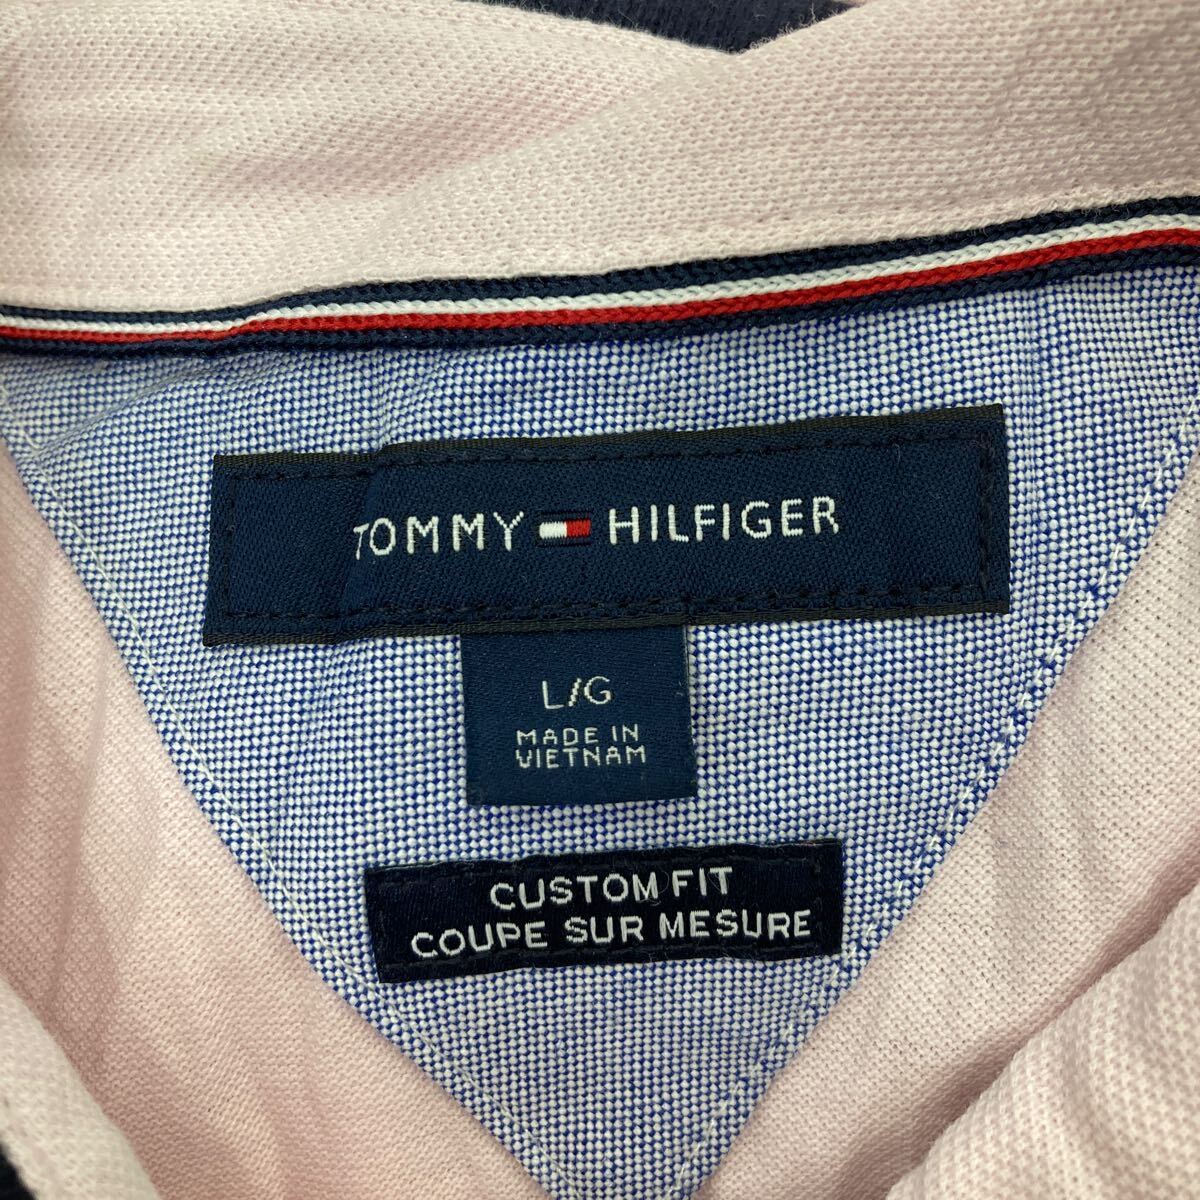 TOMMY HILFIGER
L/G
MADE IN
VIETNAM
CUSTOM FIT
COUPE SUR MESURE